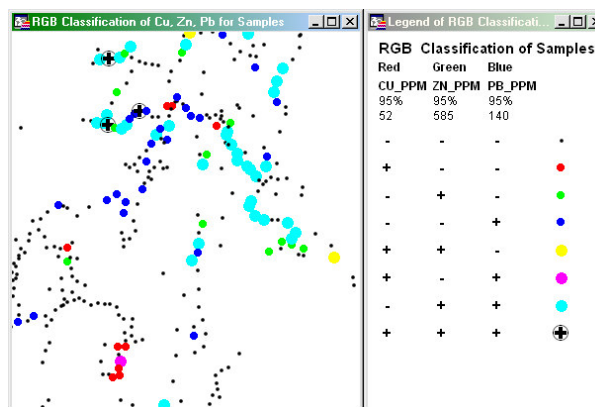 RGB Classification of Cu, Zn, Pb for Samples
Legend of RGB Classificati...
RGB Classification of Samples
Red Green Blue
CU_PPM ZN_PPM PB_PPM
95% 95% 95%
52 585 140
- - -
+ - -
- + -
- - +
+ + -
+ - +
- + +
+ + +